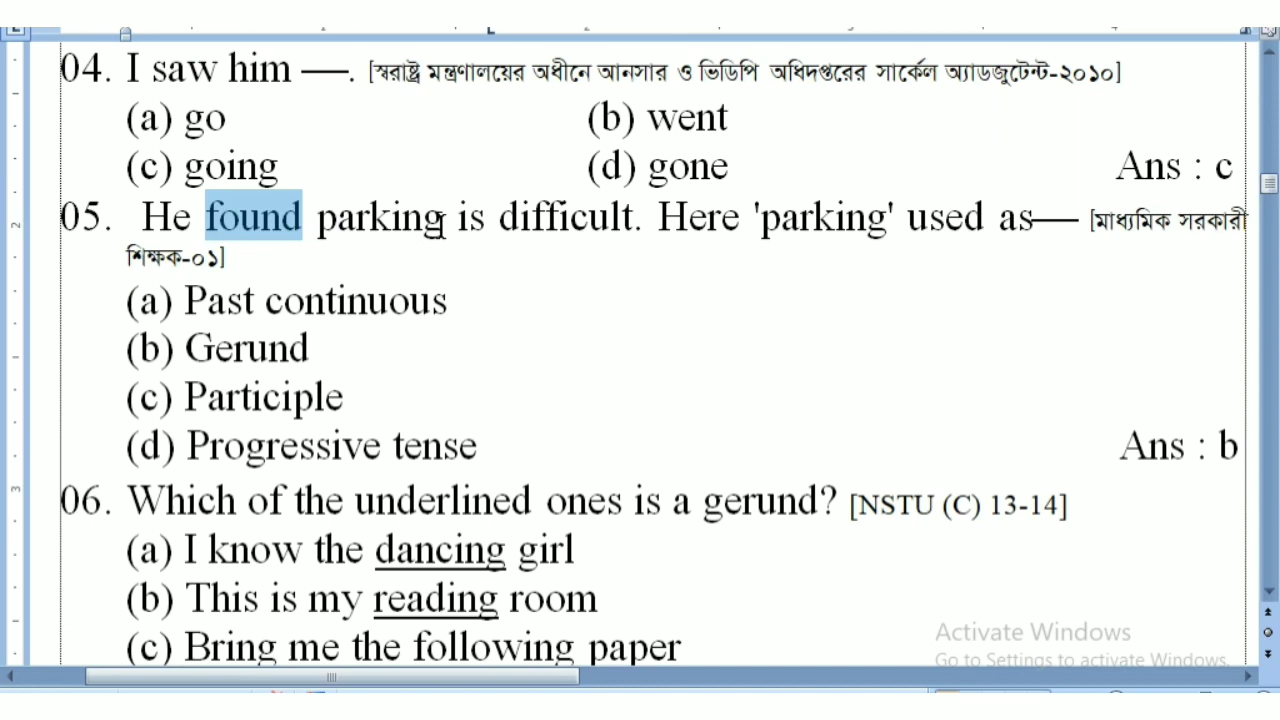 04. I saw him —. [স্বরাষ্ট্র মন্ত্রণালয়ের অধীনে আনসার ও ভিডিপি অধিদপ্তরের সার্কেল অ্যাডজুটেন্ট-২০১০]
(a) go (b) went
(c) going (d) gone Ans : c
05. He found parking is difficult. Here 'parking' used as— [মাধ্যমিক সরকারী
শিক্ষক-০১]
(a) Past continuous
(b) Gerund
(c) Participle
(d) Progressive tense Ans : b
06. Which of the underlined ones is a gerund? [NSTU (C) 13-14]
(a) I know the dancing girl
(b) This is my reading room
(c) Bring me the following paper
Activate Windows
Go to Settings to activate Windows.